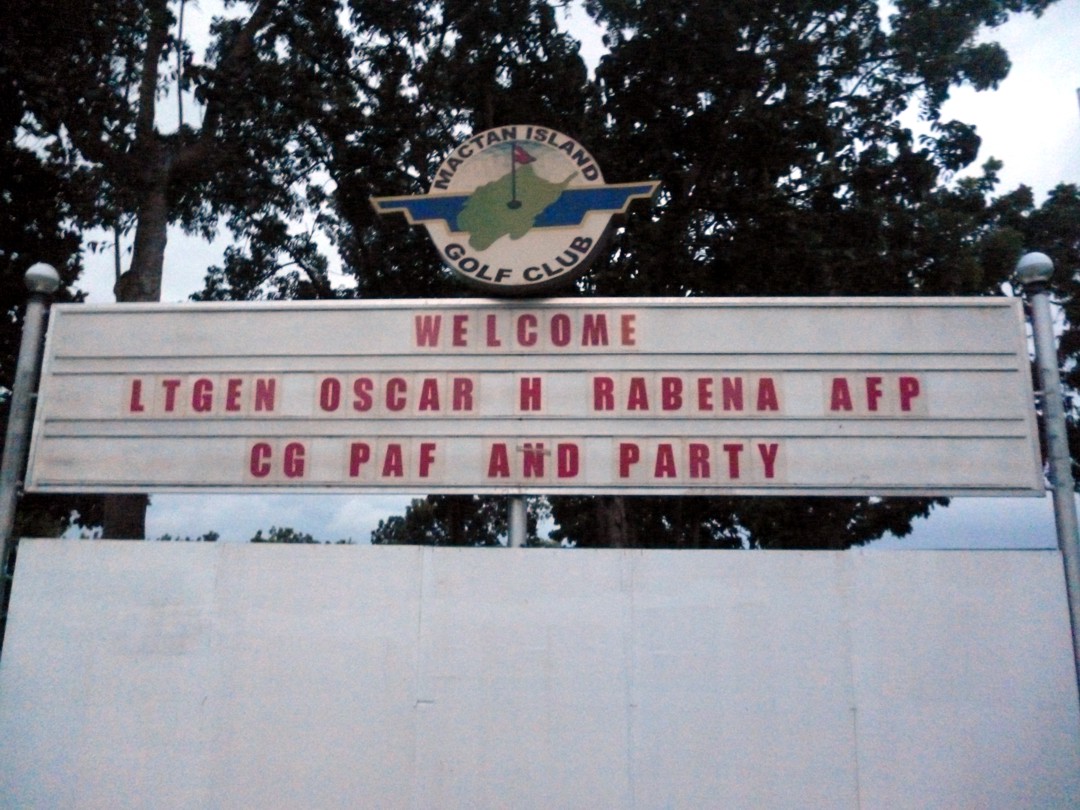 MACTAN ISLAND
GOLF CLUB
WELCOME
LTGEN OSCAR H RABENA AFP
CG PAF AND PARTY